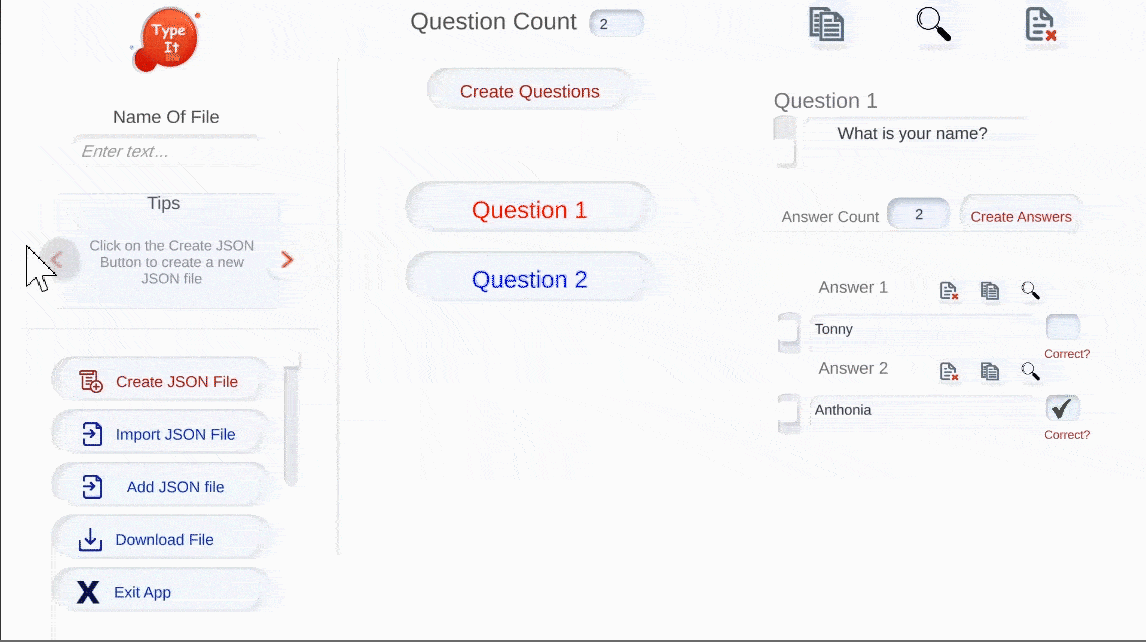 Type
It
Name Of File
Enter text...
Tips
Click on the Create JSON
Button to create a new
JSON file
Create JSON File
Import JSON File
Add JSON file
Download File
Exit App
Question Count 2
Create Questions
Question 1
Question 2
Question 1
What is your name?
Answer Count 2 Create Answers
Answer 1
Tonny
Correct?
Answer 2
Anthonia
Correct?